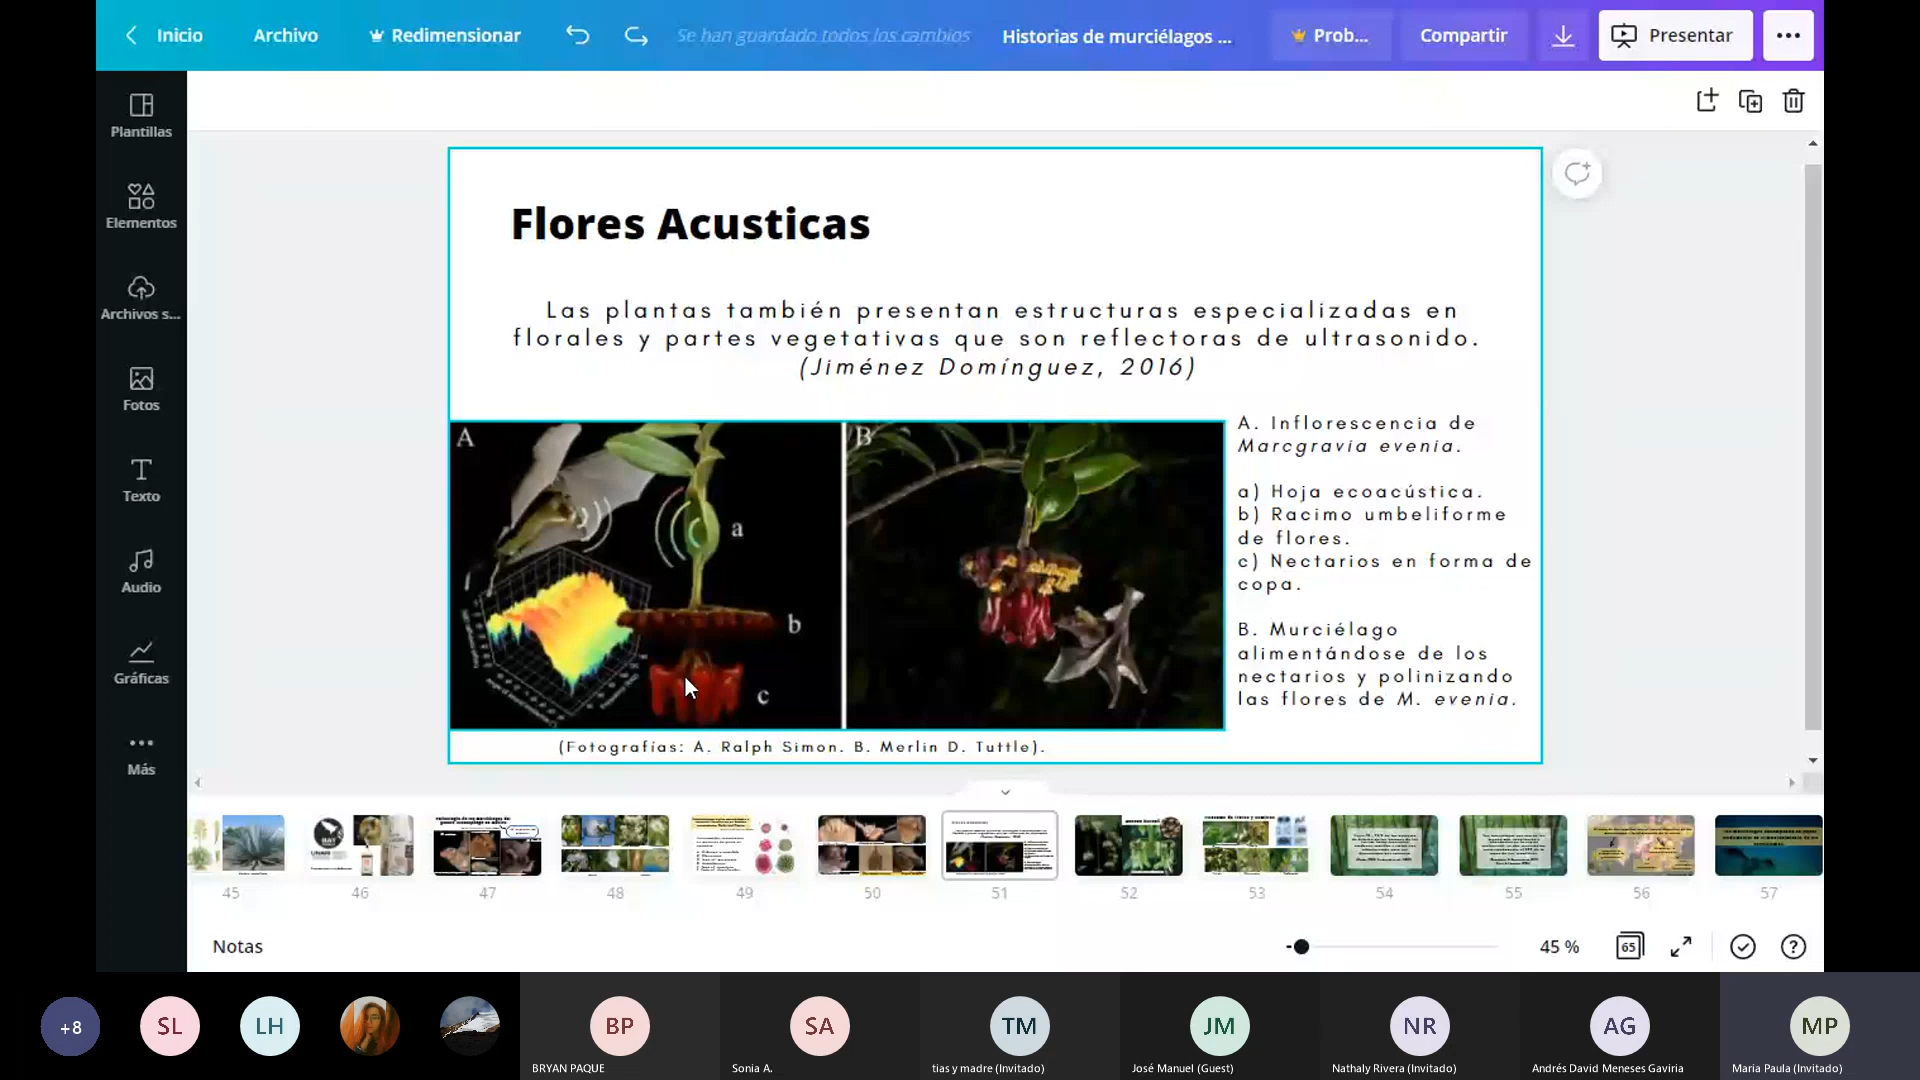 Inicio
Archivo
Redimensionar
Se han guardado todos los cambios
Historias de murciélagos ...
Prob...
Compartir
Presentar
Plantillas
Elementos
Archivos s...
Fotos
Texto
Audio
Gráficas
Más
Flores Acusticas
Las plantas también presentan estructuras especializadas en
florales y partes vegetativas que son reflectoras de ultrasonido.
(Jiménez Domínguez, 2016)
A
a
b
c
B
A. Inflorescencia de
Marcgravia evenia.
a) Hoja ecoacústica.
b) Racimo umbeliforme
de flores.
c) Nectarios en forma de
copa.
B. Murciélago
alimentándose de los
nectarios y polinizando
las flores de M. evenia.
(Fotografías: A. Ralph Simon. B. Merlin D. Tuttle).
45
46
47
48
49
50
51
52
53
54
55
56
57
Notas
45 %
65
+8
SL
LH
BP
BRYAN PAQUE
SA
Sonia A.
TM
tias y madre (Invitado)
JM
José Manuel (Guest)
NR
Nathaly Rivera (Invitado)
AG
Andrés David Meneses Gaviria
MP
Maria Paula (Invitado)